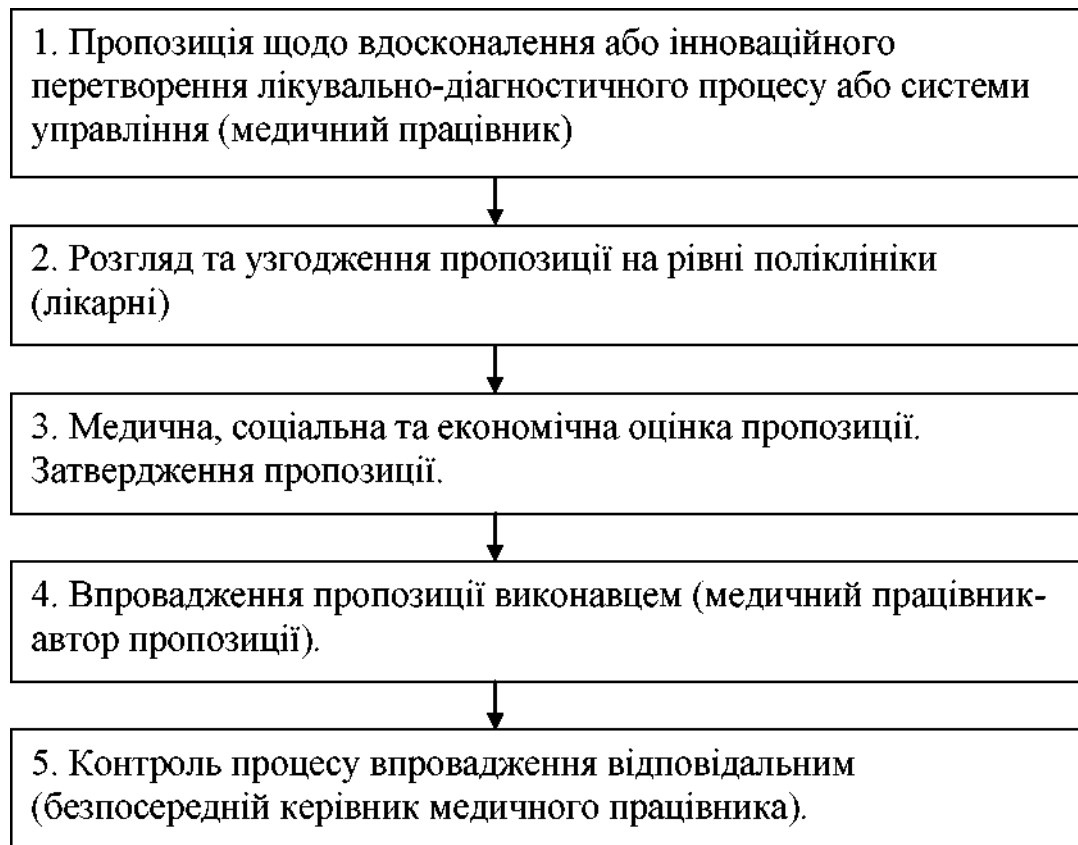 1. Пропозиція щодо вдосконалення або інноваційного
перетворення лікувально-діагностичного процесу або системи
управління (медичний працівник)
2. Розгляд та узгодження пропозиції на рівні поліклініки
(лікарні)
3. Медична, соціальна та економічна оцінка пропозиції.
Затвердження пропозиції.
4. Впровадження пропозиції виконавцем (медичний працівник-
автор пропозиції).
5. Контроль процесу впровадження відповідальним
(безпосередній керівник медичного працівника).